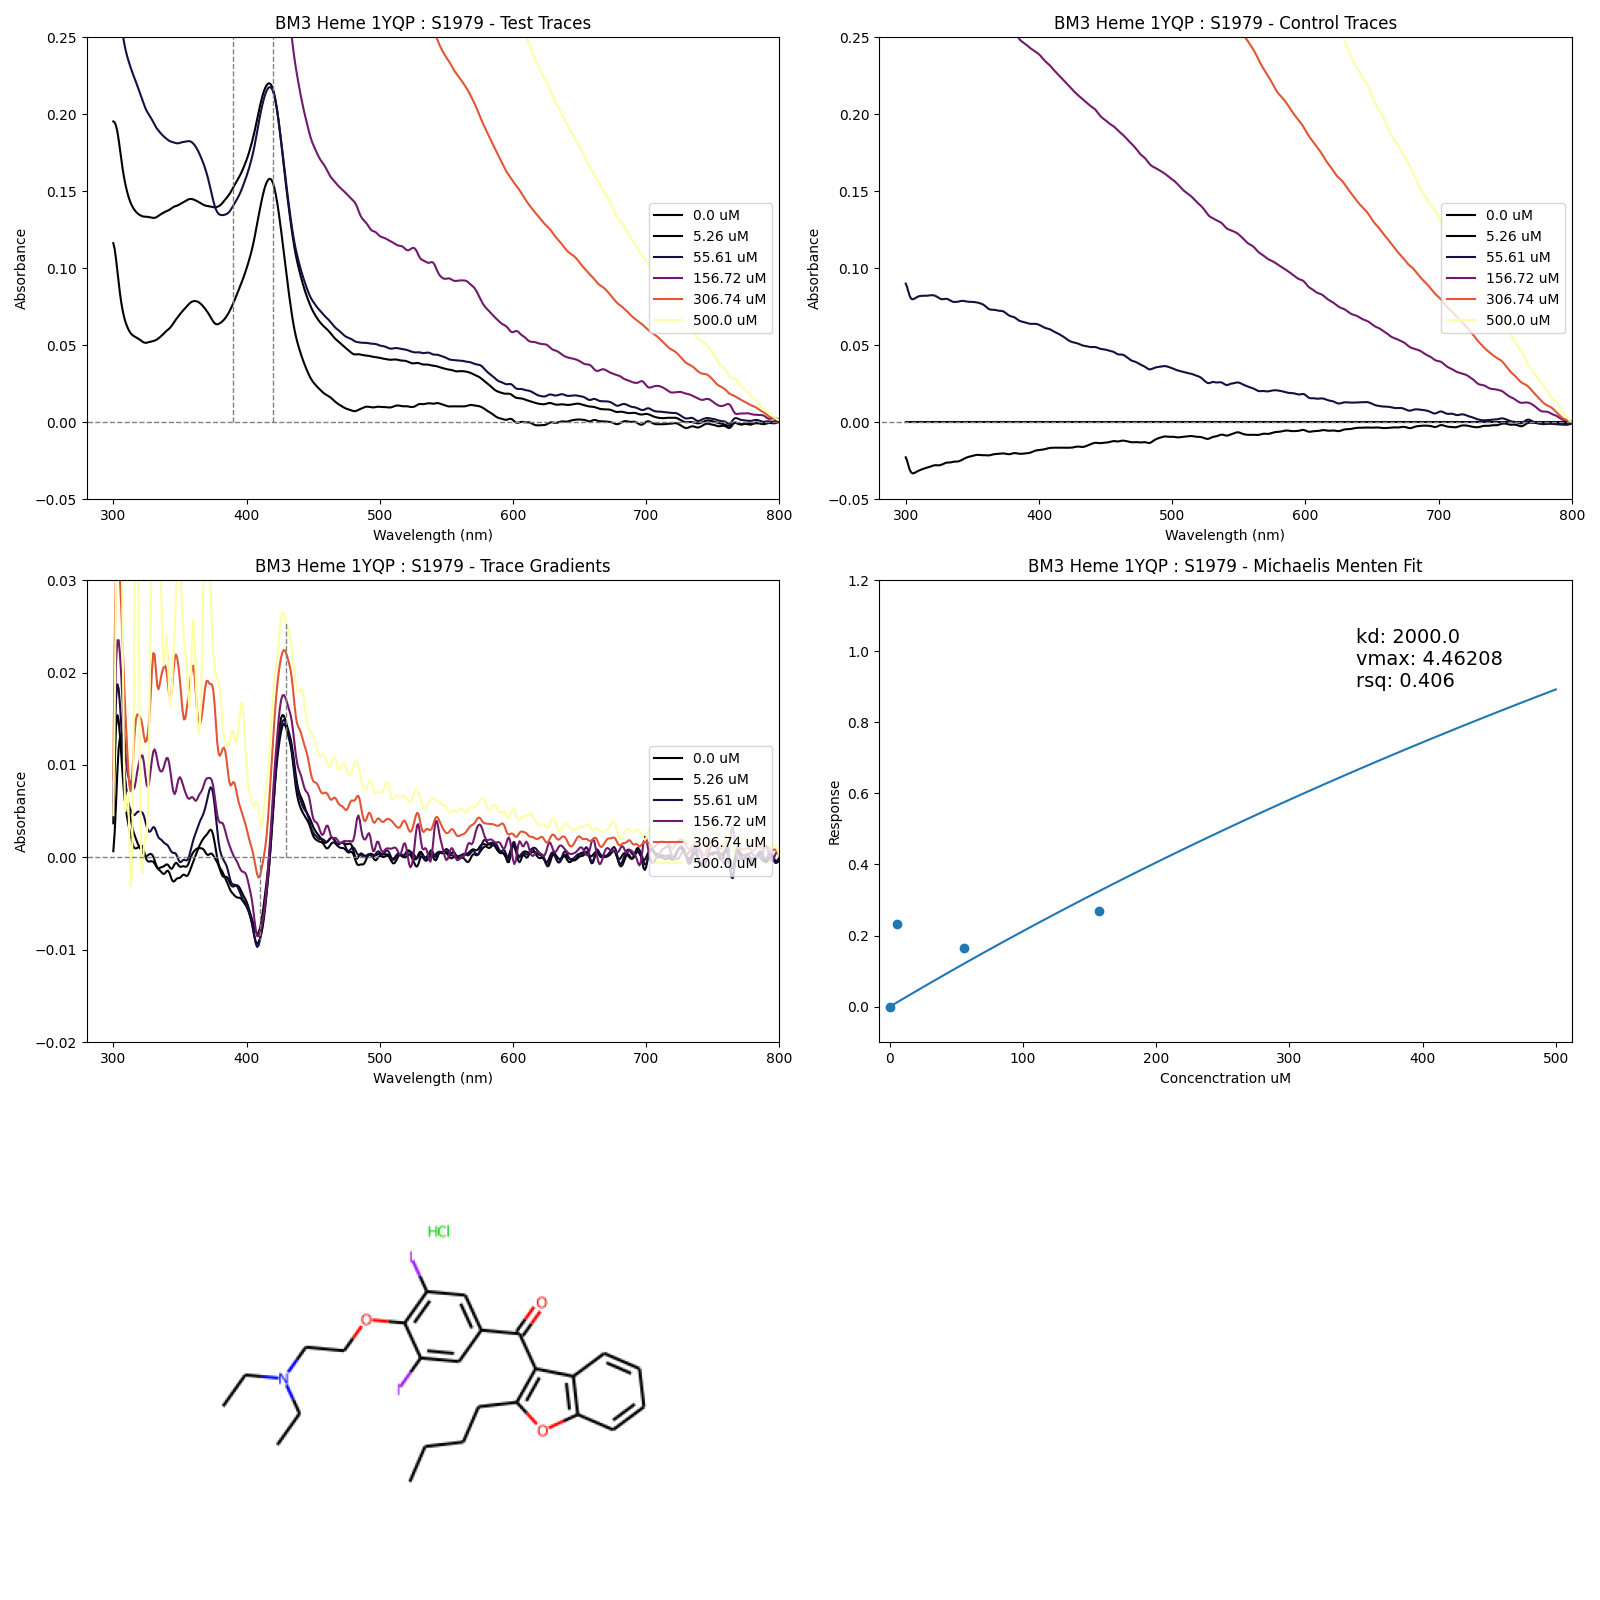 BM3 Heme 1YQP : S1979 - Test Traces
0.25
0.20
0.15
0.10
0.05
0.00
−0.05
Absorbance
300 400 500 600 700 800
Wavelength (nm)
0.0 uM
5.26 uM
55.61 uM
156.72 uM
306.74 uM
500.0 uM
BM3 Heme 1YQP : S1979 - Control Traces
0.25
0.20
0.15
0.10
0.05
0.00
−0.05
Absorbance
300 400 500 600 700 800
Wavelength (nm)
0.0 uM
5.26 uM
55.61 uM
156.72 uM
306.74 uM
500.0 uM
BM3 Heme 1YQP : S1979 - Trace Gradients
0.03
0.02
0.01
0.00
−0.01
−0.02
Absorbance
300 400 500 600 700 800
Wavelength (nm)
0.0 uM
5.26 uM
55.61 uM
156.72 uM
306.74 uM
500.0 uM
BM3 Heme 1YQP : S1979 - Michaelis Menten Fit
1.2
1.0
0.8
0.6
0.4
0.2
0.0
Response
kd: 2000.0
vmax: 4.46208
rsq: 0.406
0 100 200 300 400 500
Concenctration uM
HCl
I
O
O
N
I
O